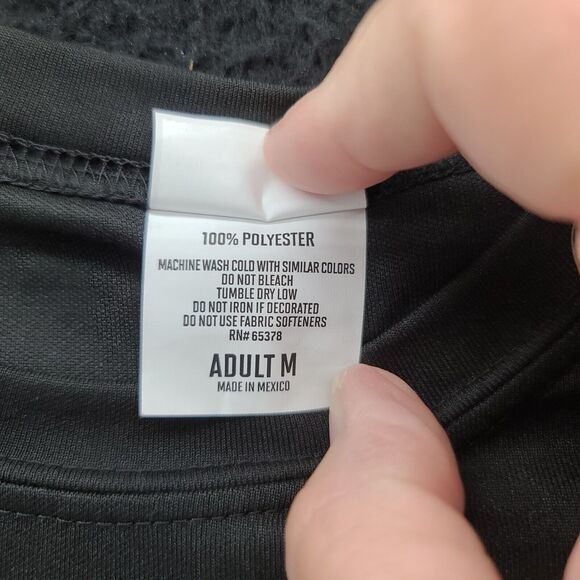 100% POLYESTER
MACHINE WASH COLD WITH SIMILAR COLORS
DO NOT BLEACH
TUMBLE DRY LOW
DO NOT IRON IF DECORATED
DO NOT USE FABRIC SOFTENERS
RN# 65378
ADULT M
MADE IN MEXICO